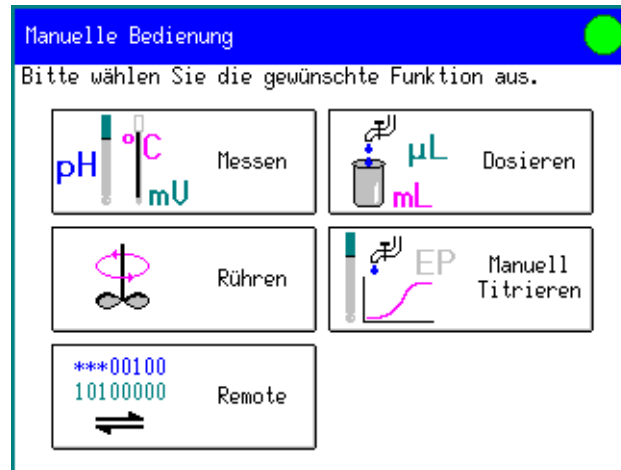 Manuelle Bedienung
Bitte wählen Sie die gewünschte Funktion aus.
pH °C mV Messen
µL mL Dosieren
Rühren
EP Manuell
Titrieren
***00100
10100000
Remote